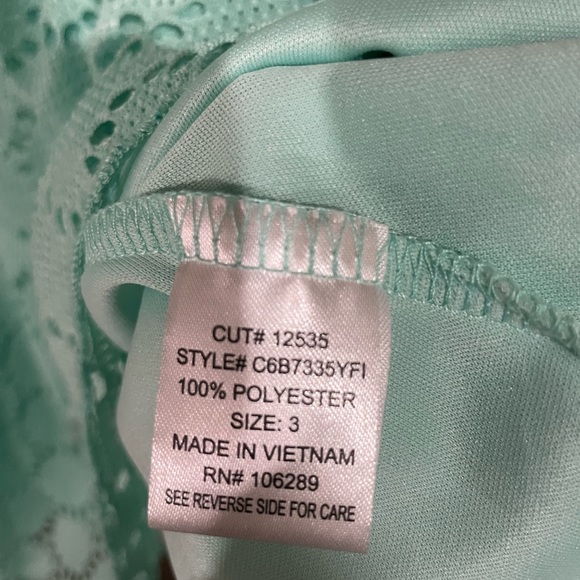 CUT# 12535
STYLE# C6B7335YFI
100% POLYESTER
SIZE: 3
MADE IN VIETNAM
RN# 106289
SEE REVERSE SIDE FOR CARE